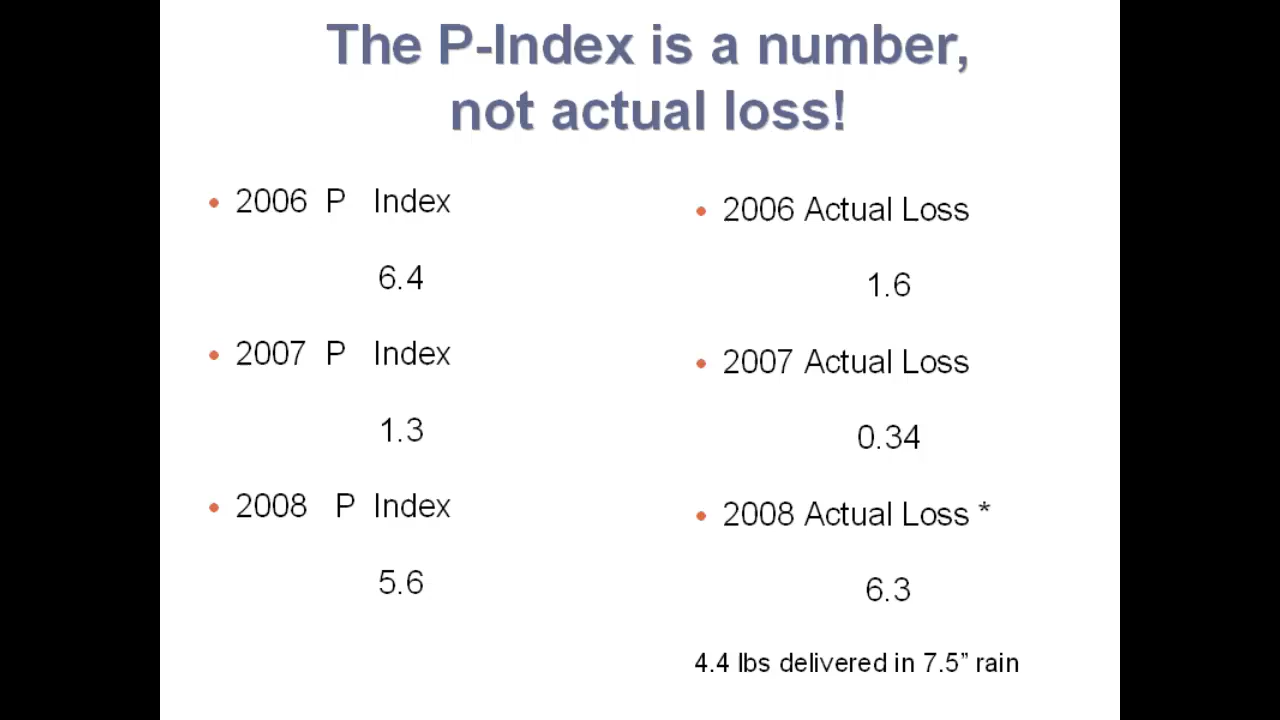 The P-Index is a number,
not actual loss!
• 2006 P Index
6.4
• 2007 P Index
1.3
• 2008 P Index
5.6
• 2006 Actual Loss
1.6
• 2007 Actual Loss
0.34
• 2008 Actual Loss *
6.3
4.4 lbs delivered in 7.5” rain